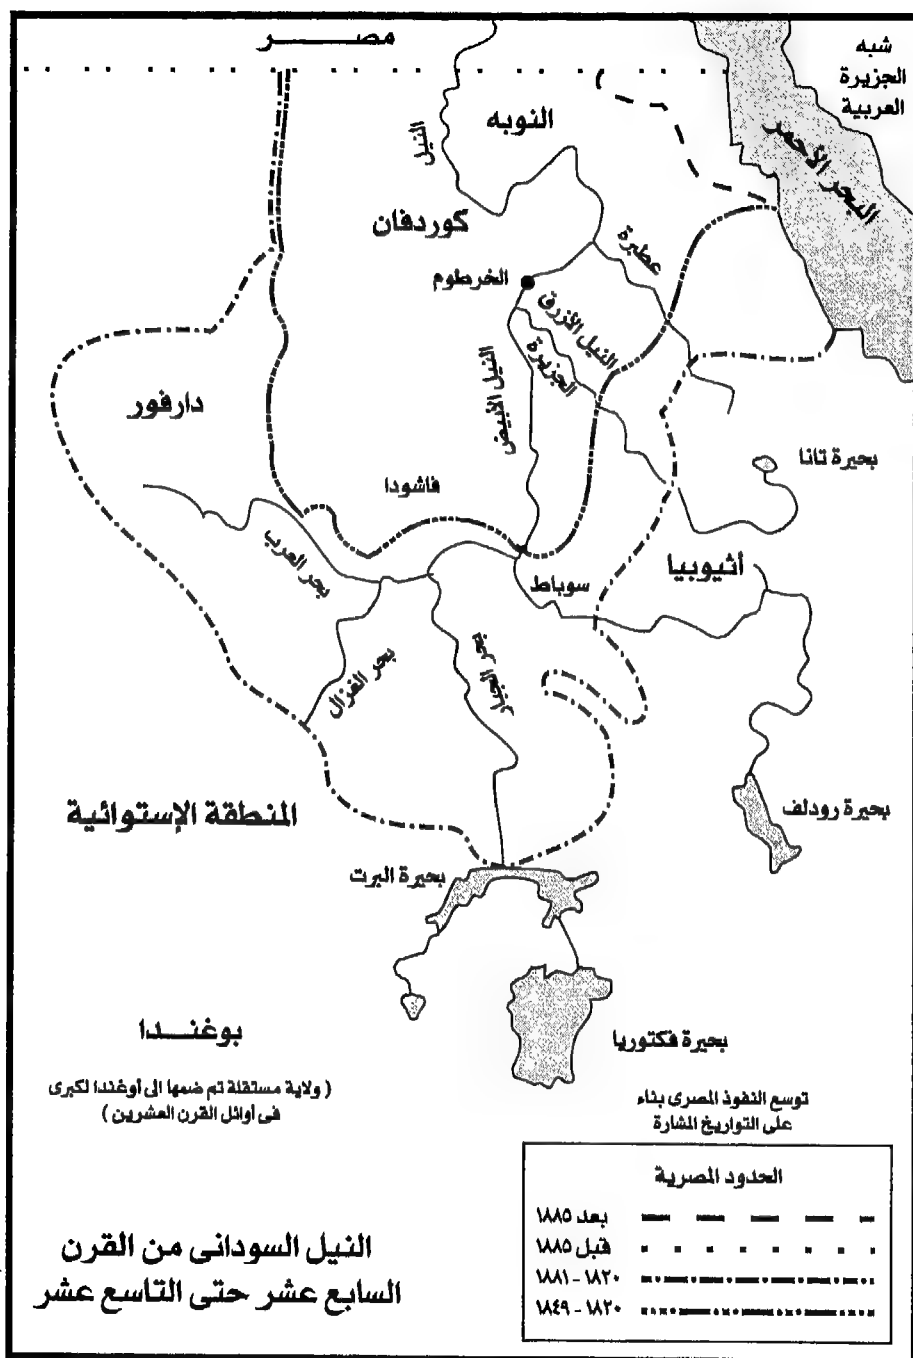 مصـــــر
شبه
الجزيرة
العربية
البحر الأحمر
النوبه
النيل
كوردفان
عطبرة
الخرطوم
النيل الأزرق
الجزيرة
النيل الأبيض
دارفور
بحيرة تانا
فاشودا
بحر العرب
سوباط
أثيوبيا
بحر الغزال
بحر الجبل
المنطقة الإستوائية
بحيرة رودلف
بحيرة البرت
بوغنـــدا
( ولاية مستقلة تم ضمها الى أوغندا لكبرى
فى أوائل القرن العشرين )
بحيرة فكتوريا
توسع النفوذ المصرى بناء
على التواريخ المشارة
الحدود المصرية
بعد ١٨٨٥
قبل ١٨٨٥
١٨٢٠ - ١٨٨١
١٨٢٠ - ١٨٤٩
النيل السودانى من القرن
السابع عشر حتى التاسع عشر